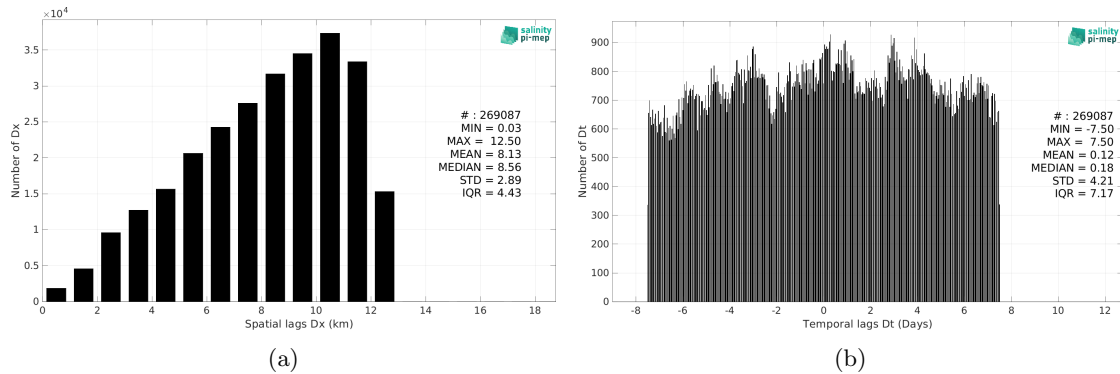 ×10⁴
3.5
3
2.5
2
1.5
1
0.5
0
Number of Dx
0 2 4 6 8 10 12 14 16 18
Spatial lags Dx (km)
salinity
pi-mep
# : 269087
MIN = 0.03
MAX = 12.50
MEAN = 8.13
MEDIAN = 8.56
STD = 2.89
IQR = 4.43
(a)
900
800
700
600
500
400
300
200
100
0
Number of Dt
-8 -6 -4 -2 0 2 4 6 8 10 12
Temporal lags Dt (Days)
salinity
pi-mep
# : 269087
MIN = -7.50
MAX = 7.50
MEAN = 0.12
MEDIAN = 0.18
STD = 4.21
IQR = 7.17
(b)